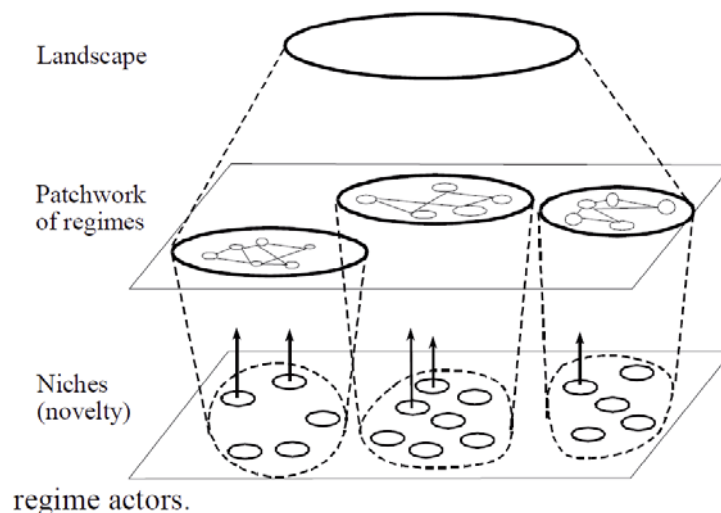 Landscape
Patchwork
of regimes
Niches
(novelty)
regime actors.